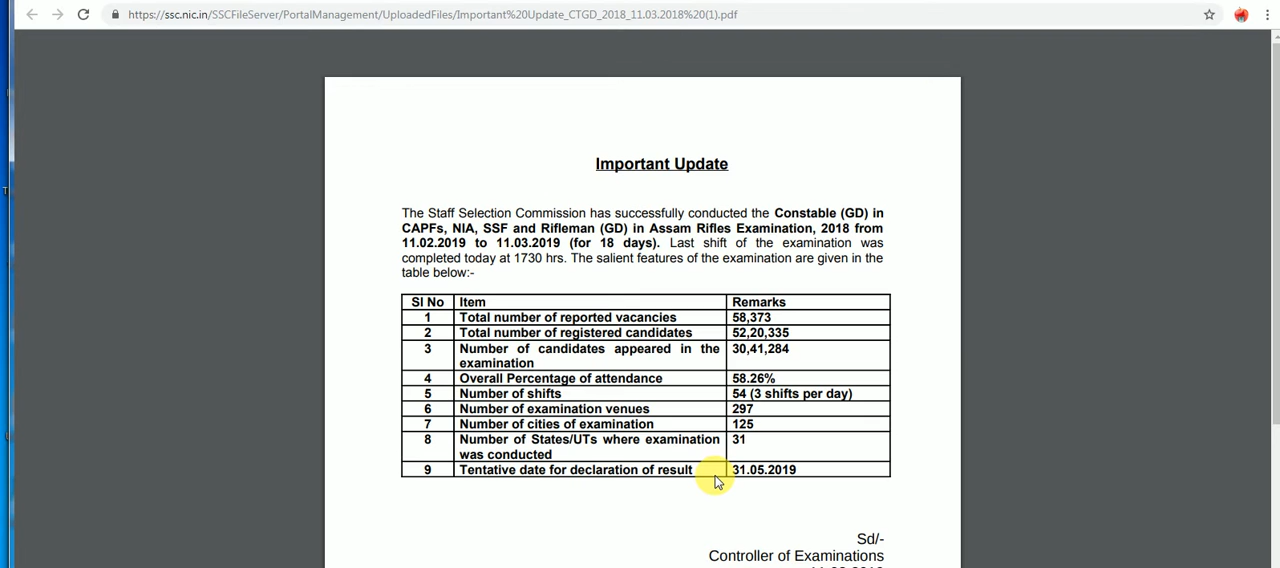 https://ssc.nic.in/SSCFileServer/PortalManagement/UploadedFiles/Important%20Update_CTGD_2018_11.03.2018%20(1).pdf
Important Update
The Staff Selection Commission has successfully conducted the Constable (GD) in
CAPFs, NIA, SSF and Rifleman (GD) in Assam Rifles Examination, 2018 from
11.02.2019 to 11.03.2019 (for 18 days). Last shift of the examination was
completed today at 1730 hrs. The salient features of the examination are given in the
table below:-
Sl No Item Remarks
1 Total number of reported vacancies 58,373
2 Total number of registered candidates 52,20,335
3 Number of candidates appeared in the 30,41,284
examination
4 Overall Percentage of attendance 58.26%
5 Number of shifts 54 (3 shifts per day)
6 Number of examination venues 297
7 Number of cities of examination 125
8 Number of States/UTs where examination 31
was conducted
9 Tentative date for declaration of result 31.05.2019
Sd/-
Controller of Examinations